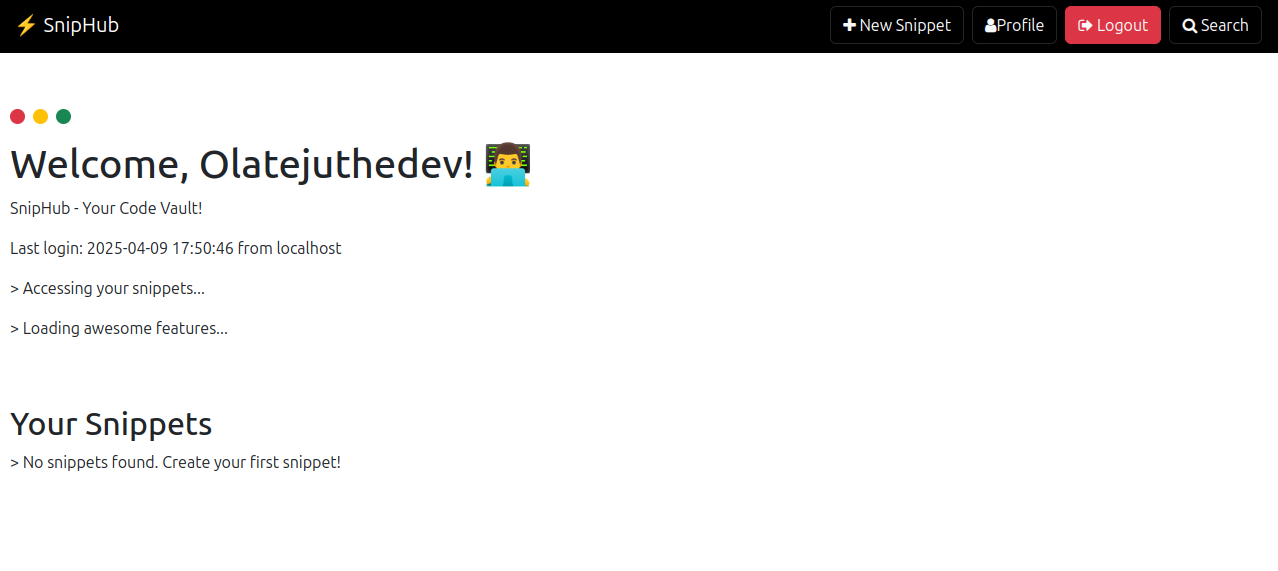 ⚡ SnipHub
New Snippet
Profile
Logout
Search
Welcome, Olatejuthedev! 👨‍💻
SnipHub - Your Code Vault!
Last login: 2025-04-09 17:50:46 from localhost
> Accessing your snippets...
> Loading awesome features...
Your Snippets
> No snippets found. Create your first snippet!